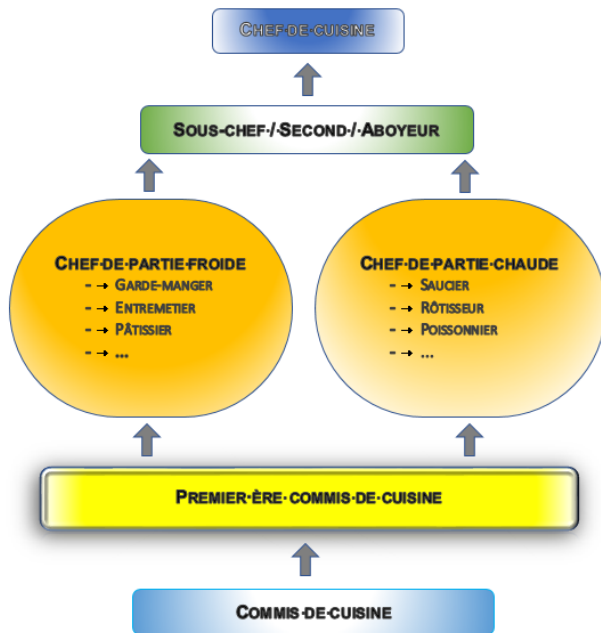 CHEF·DE·CUISINE
SOUS-CHEF·/·SECOND·/·ABOYEUR
CHEF·DE·PARTIE·FROIDE
- → GARDE-MANGER
- → ENTREMETIER
- → PÂTISSIER
- → ...
CHEF·DE·PARTIE·CHAUDE
- → SAUCIER
- → RÔTISSEUR
- → POISSONNIER
- → ...
PREMIER·ÈRE·COMMIS·DE·CUISINE
COMMIS·DE·CUISINE